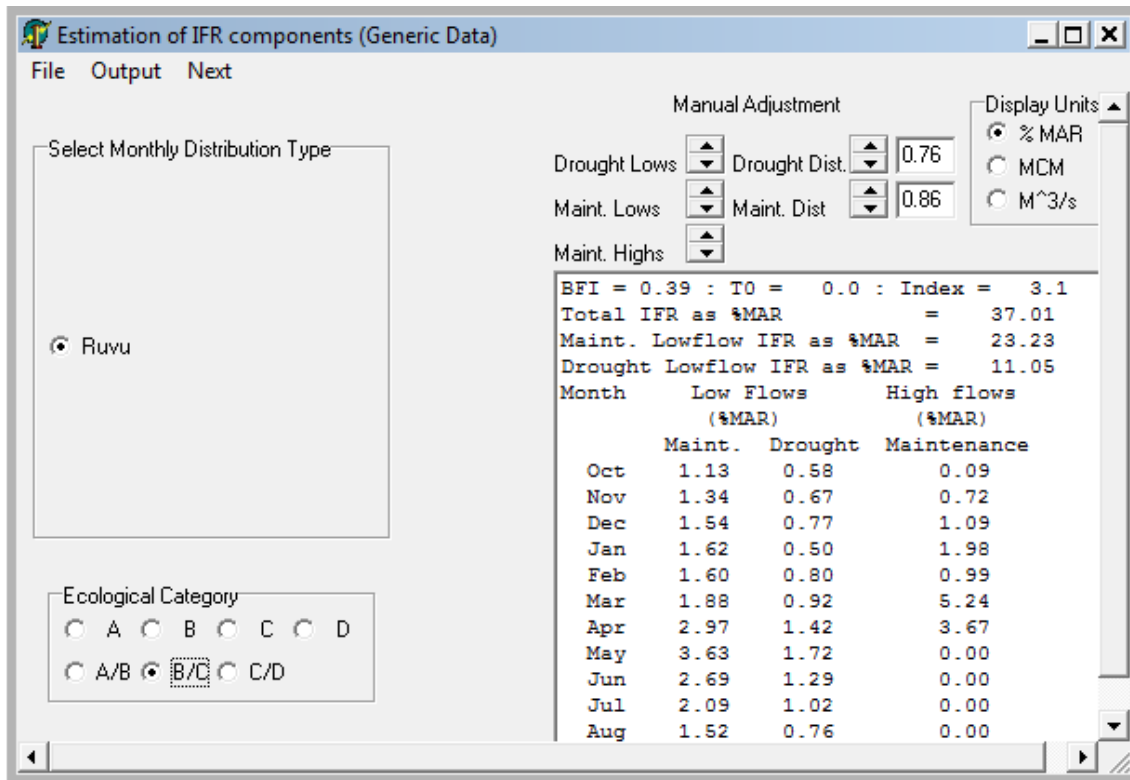 Estimation of IFR components (Generic Data)
File Output Next
Select Monthly Distribution Type
Ruvu
Ecological Category
A B C D
A/B B/C C/D
Manual Adjustment
Drought Lows Drought Dist. 0.76
Maint. Lows Maint. Dist 0.86
Maint. Highs
Display Units
% MAR
MCM
M^3/s
BFI = 0.39 : T0 = 0.0 : Index = 3.1
Total IFR as %MAR = 37.01
Maint. Lowflow IFR as %MAR = 23.23
Drought Lowflow IFR as %MAR = 11.05
Month Low Flows High flows
(%MAR) (%MAR)
Maint. Drought Maintenance
Oct 1.13 0.58 0.09
Nov 1.34 0.67 0.72
Dec 1.54 0.77 1.09
Jan 1.62 0.50 1.98
Feb 1.60 0.80 0.99
Mar 1.88 0.92 5.24
Apr 2.97 1.42 3.67
May 3.63 1.72 0.00
Jun 2.69 1.29 0.00
Jul 2.09 1.02 0.00
Aug 1.52 0.76 0.00